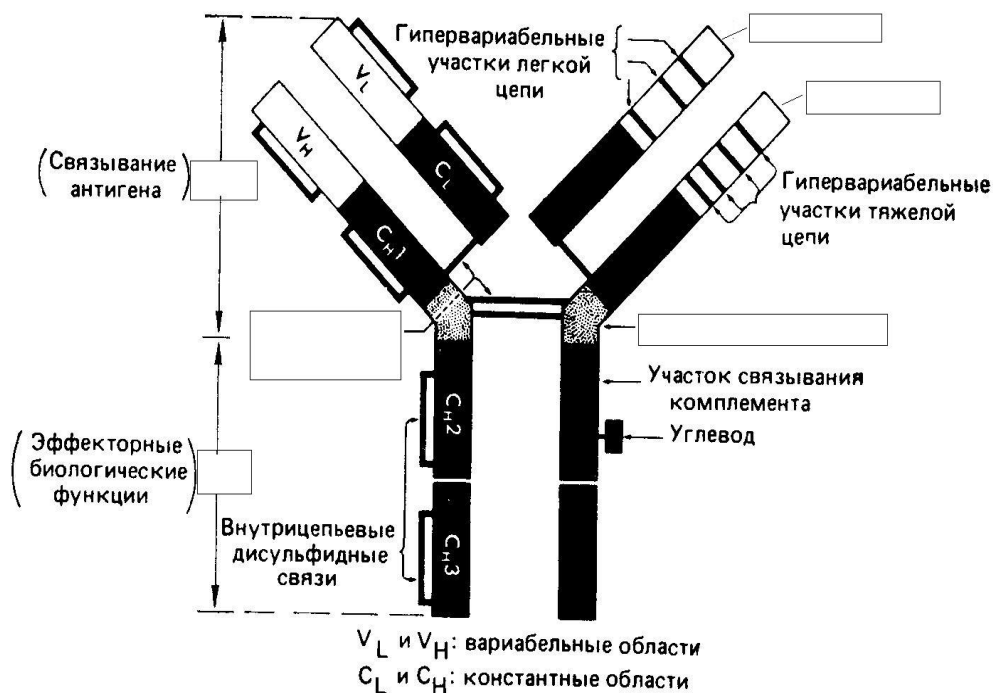 Гипервариабельные
участки легкой
цепи
V_L
V_H
C_L
C_H1
(Связывание
антигена)
Гипервариабельные
участки тяжелой
цепи
Участок связывания
комплемента
Углевод
C_H2
(Эффекторные
биологические
функции)
Внутрицепьевые
дисульфидные
связи
C_H3
V_L и V_H: вариабельные области
C_L и C_H: константные области